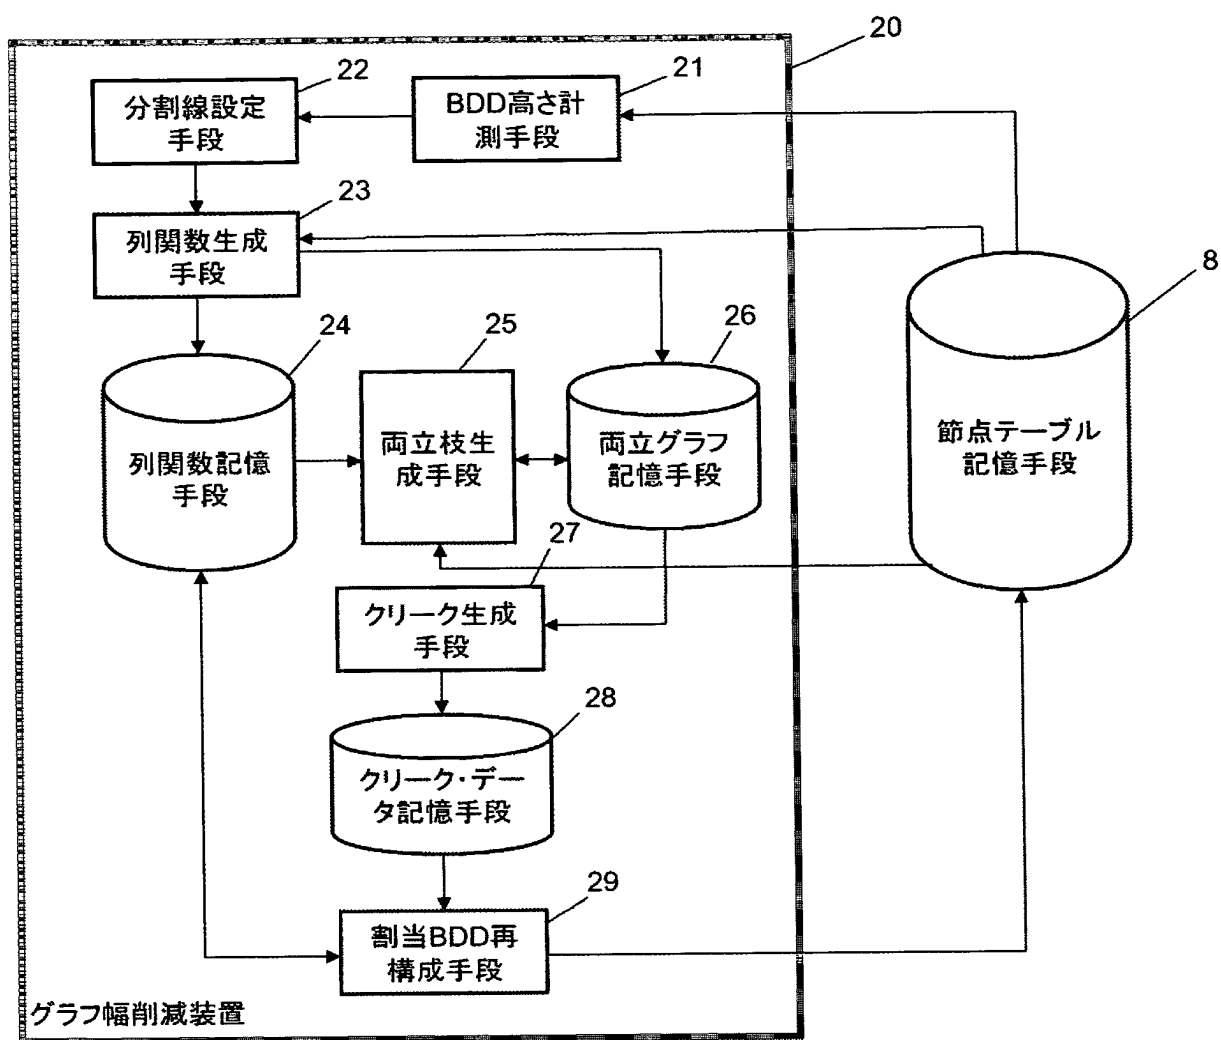 20
22
21
分割線設定
手段
BDD高さ計
測手段
23
列関数生成
手段
8
24
25
26
列関数記憶
手段
両立枝生
成手段
両立グラフ
記憶手段
節点テーブル
記憶手段
27
クリーク生成
手段
28
クリーク・デー
タ記憶手段
29
割当BDD再
構成手段
グラフ幅削減装置